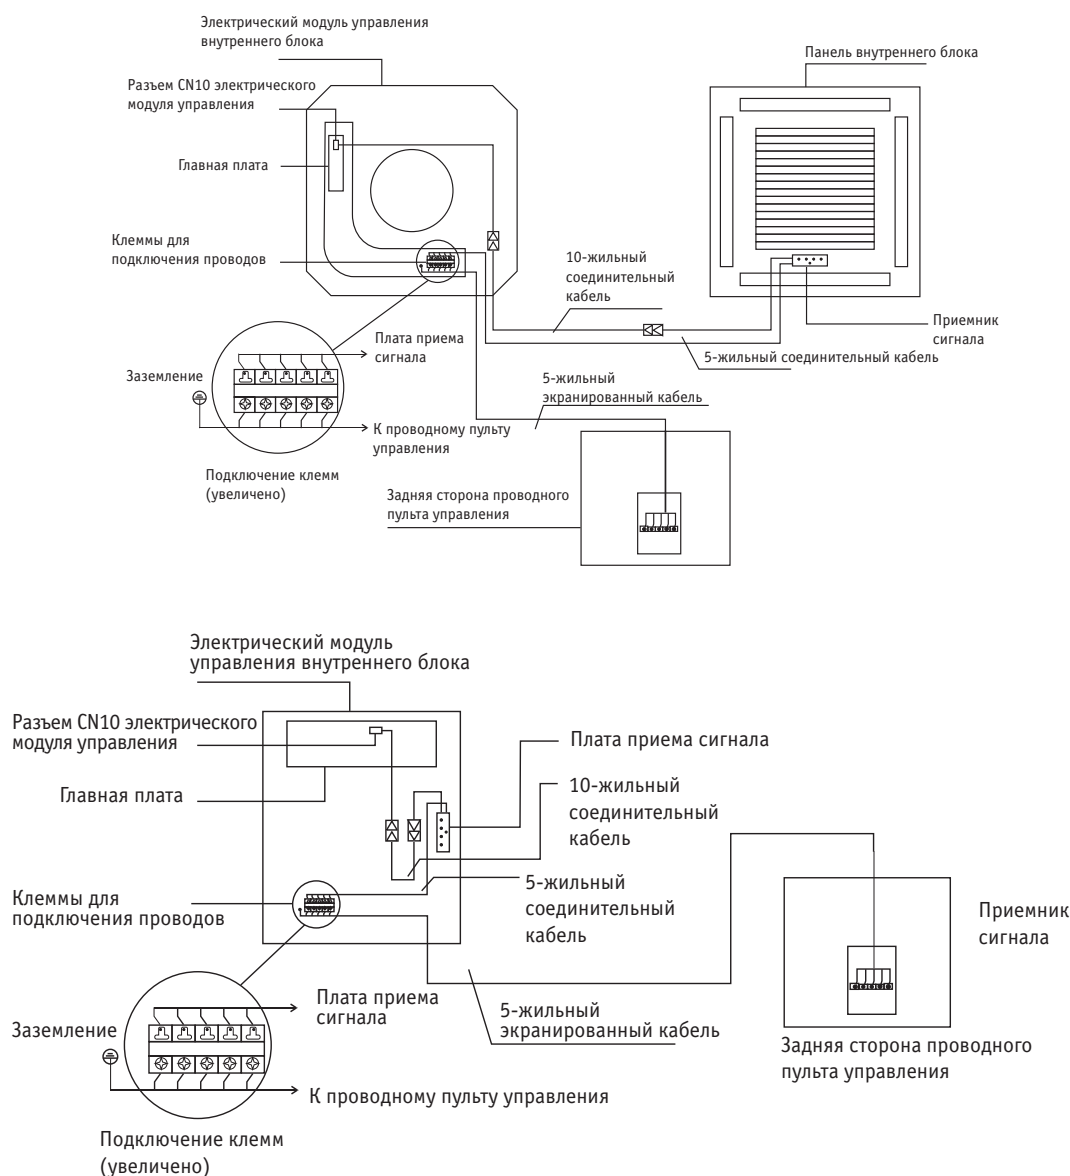 Электрический модуль управления
внутреннего блока
Панель внутреннего блока
Разъем CN10 электрического
модуля управления
Главная плата
Клеммы для
подключения проводов
10-жильный
соединительный
кабель
Приемник
сигнала
Плата приема
сигнала
5-жильный соединительный кабель
Заземление
5-жильный
экранированный кабель
К проводному пульту
управления
Подключение клемм
(увеличено)
Задняя сторона проводного
пульта управления
Электрический модуль
управления внутреннего блока
Разъем CN10 электрического
модуля управления
Плата приема сигнала
Главная плата
10-жильный
соединительный
кабель
Клеммы для
подключения проводов
5-жильный
соединительный
кабель
Приемник
сигнала
Плата приема
сигнала
5-жильный
экранированный кабель
Заземление
Задняя сторона проводного
пульта управления
К проводному пульту управления
Подключение клемм
(увеличено)